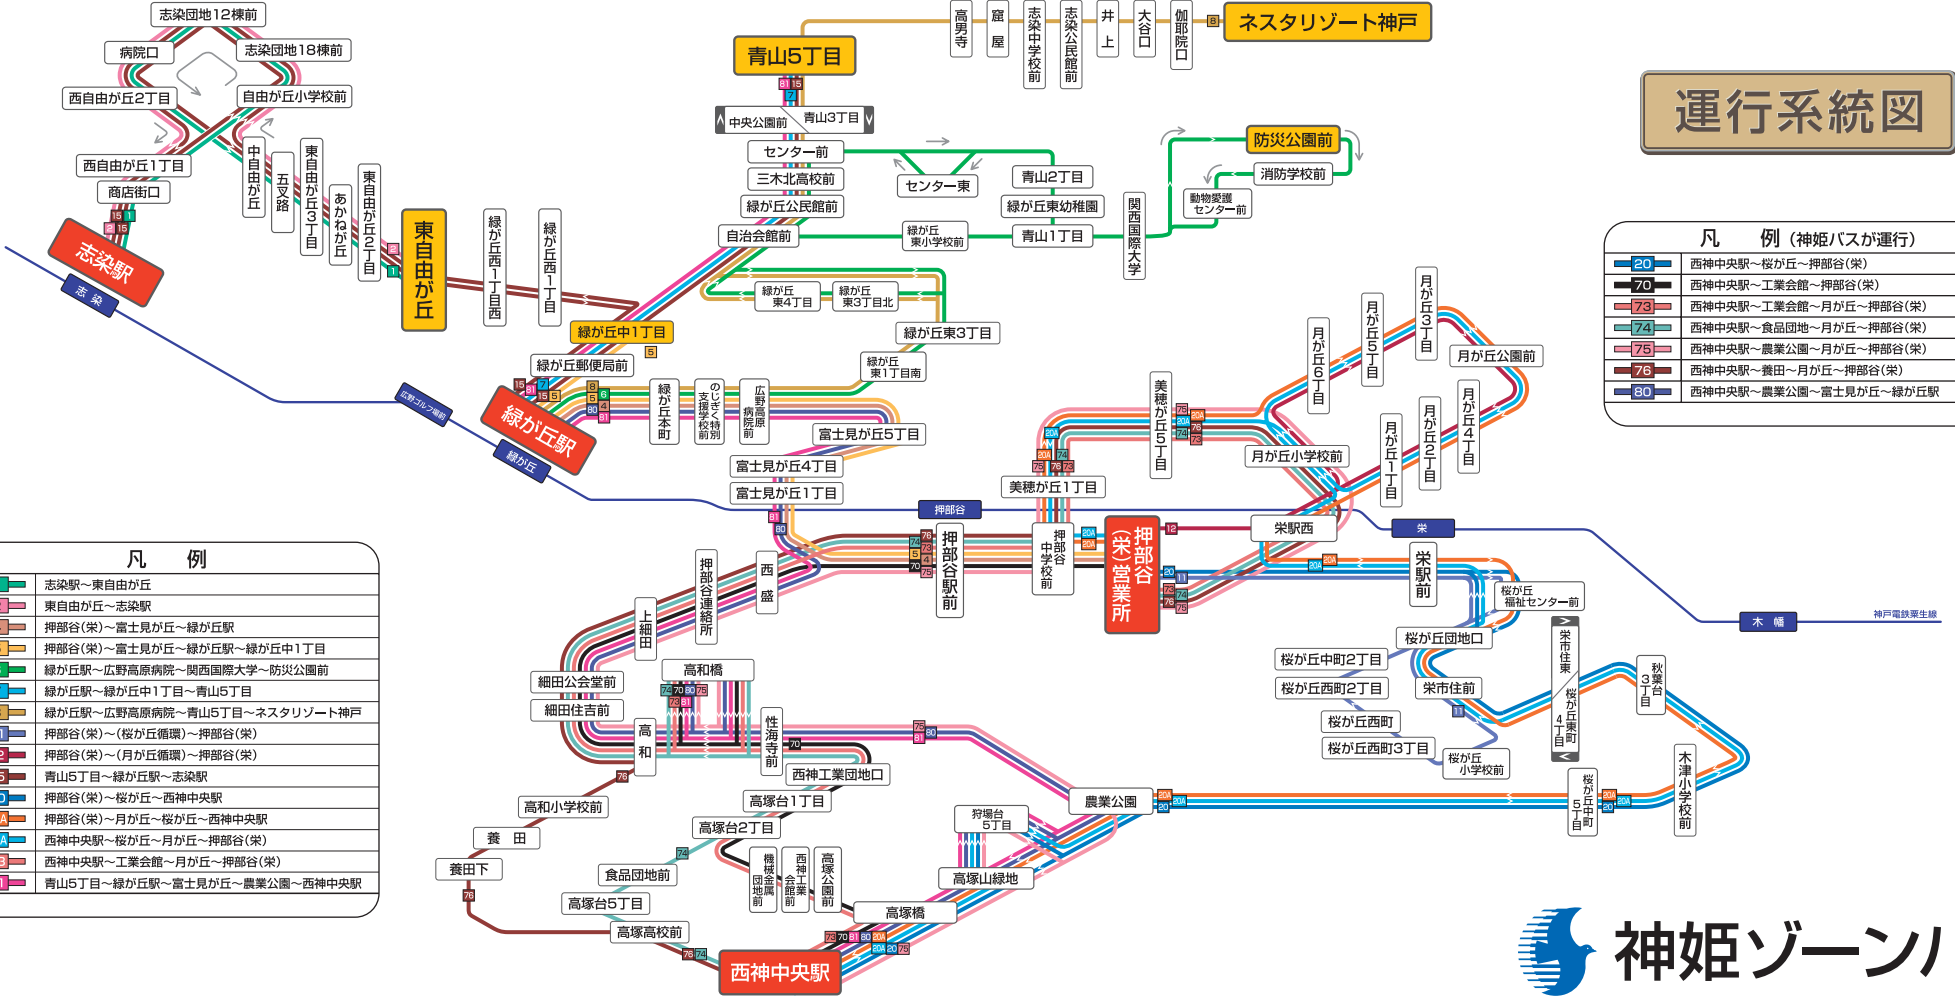 運行系統図
志染団地12棟前
病院口
志染団地18棟前
西自由が丘2丁目
自由が丘小学校前
西自由が丘1丁目
商店街口
志染駅
志染
中自由が丘
五叉路
東自由が丘3丁目
あかねが丘
東自由が丘2丁目
東自由が丘
緑が丘西1丁目西
緑が丘西1丁目
青山5丁目
高男寺
窟屋
志染中学校前
志染公民館前
井上
大谷口
伽耶院口
ネスタリゾート神戸
中央公園前
青山3丁目
センター前
三木北高校前
緑が丘公民館前
自治会館前
センター東
青山2丁目
緑が丘東幼稚園
青山1丁目
緑が丘
東小学校前
関西国際大学
防災公園前
消防学校前
動物愛護
センター前
緑が丘
東4丁目
緑が丘
東3丁目北
緑が丘東3丁目
緑が丘
東1丁目南
緑が丘中1丁目
緑が丘郵便局前
緑が丘駅
広野ゴルフ場前
緑が丘
緑が丘本町
のじぎく特別
支援学校前
広野高原
病院前
富士見が丘5丁目
富士見が丘4丁目
富士見が丘1丁目
押部谷
栄
木幡
神戸電鉄粟生線
美穂が丘5丁目
美穂が丘1丁目
月が丘6丁目
月が丘5丁目
月が丘3丁目
月が丘公園前
月が丘小学校前
月が丘1丁目
月が丘2丁目
月が丘4丁目
押部谷駅前
押部谷
中学校前
押部谷
(栄)営業所
栄駅西
栄駅前
桜が丘
福祉センター前
桜が丘団地口
桜が丘中町2丁目
桜が丘西町2丁目
桜が丘西町
桜が丘西町3丁目
栄市住前
桜が丘
小学校前
栄市住東
桜が丘東町
4丁目
秋葉台
3丁目
木津小学校前
桜が丘中町
5丁目
西盛
押部谷連絡所
上細田
細田公会堂前
細田住吉前
高和
高和橋
性海寺前
西神工業団地口
高塚台1丁目
高塚台2丁目
高和小学校前
養田
養田下
食品団地前
高塚台5丁目
高塚高校前
機械金属
団地前
西神工業
会館前
高塚公園前
狩場台
5丁目
農業公園
高塚山緑地
高塚橋
西神中央駅
凡例(神姫バスが運行)
20 西神中央駅～桜が丘～押部谷(栄)
70 西神中央駅～工業会館～押部谷(栄)
73 西神中央駅～工業会館～月が丘～押部谷(栄)
74 西神中央駅～食品団地～月が丘～押部谷(栄)
75 西神中央駅～農業公園～月が丘～押部谷(栄)
76 西神中央駅～養田～月が丘～押部谷(栄)
80 西神中央駅～農業公園～富士見が丘～緑が丘駅
凡例
志染駅～東自由が丘
東自由が丘～志染駅
押部谷(栄)～富士見が丘～緑が丘駅
押部谷(栄)～富士見が丘～緑が丘駅～緑が丘中1丁目
緑が丘駅～広野高原病院～関西国際大学～防災公園前
緑が丘駅～緑が丘中1丁目～青山5丁目
緑が丘駅～広野高原病院～青山5丁目～ネスタリゾート神戸
押部谷(栄)～(桜が丘循環)～押部谷(栄)
押部谷(栄)～(月が丘循環)～押部谷(栄)
青山5丁目～緑が丘駅～志染駅
押部谷(栄)～桜が丘～西神中央駅
押部谷(栄)～月が丘～桜が丘～西神中央駅
西神中央駅～桜が丘～月が丘～押部谷(栄)
西神中央駅～工業会館～月が丘～押部谷(栄)
青山5丁目～緑が丘駅～富士見が丘～農業公園～西神中央駅
神姫ゾーン